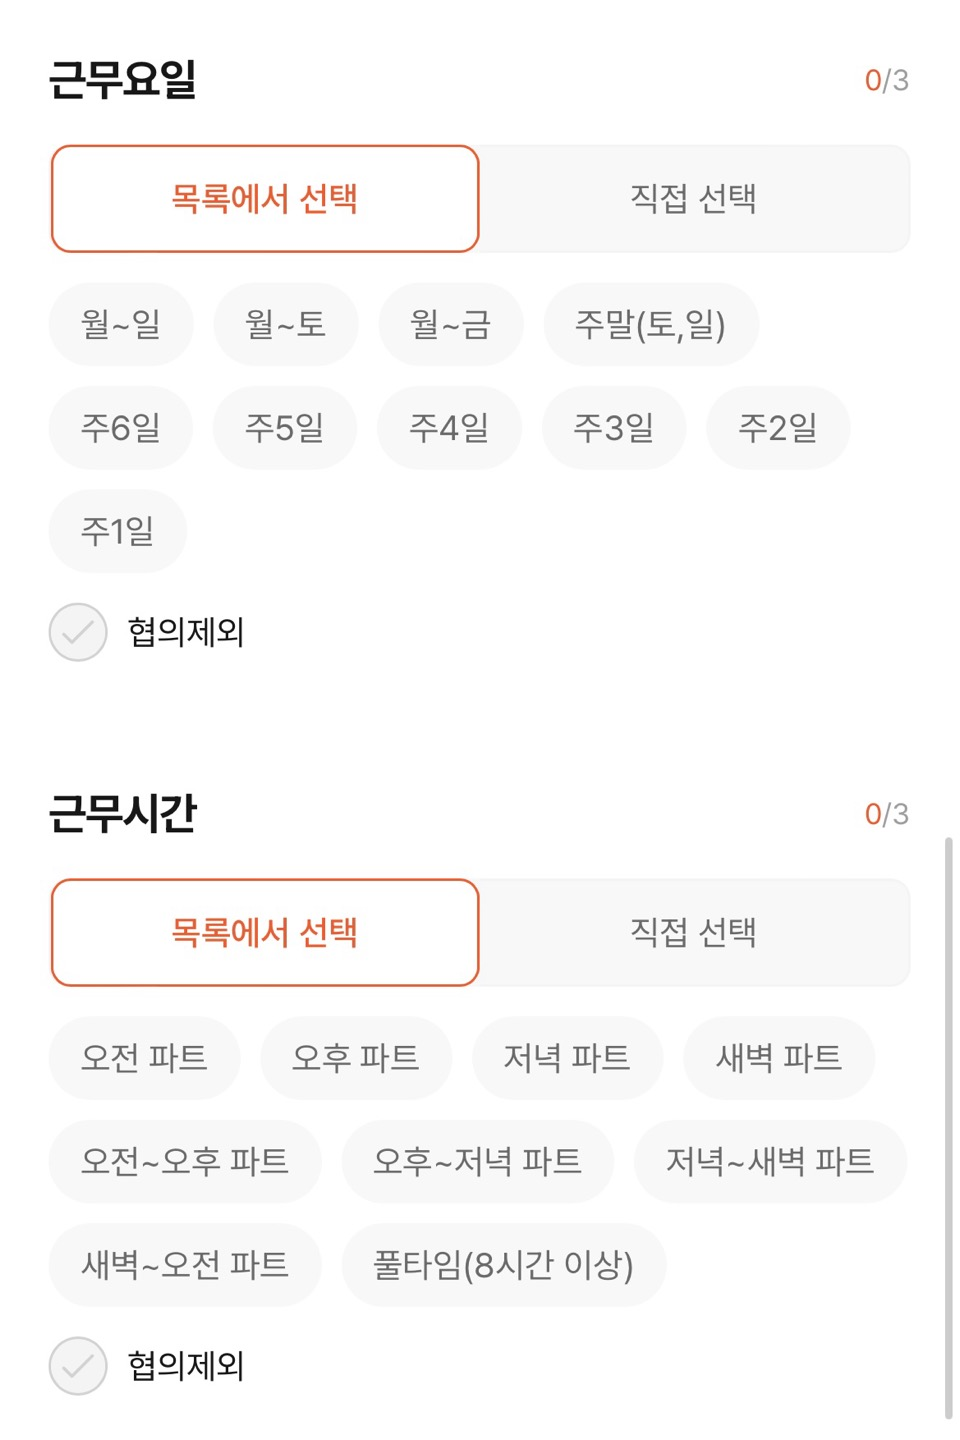 근무요일 0/3
목록에서 선택 직접 선택
월~일 월~토 월~금 주말(토,일)
주6일 주5일 주4일 주3일 주2일
주1일
협의제외
근무시간 0/3
목록에서 선택 직접 선택
오전 파트 오후 파트 저녁 파트 새벽 파트
오전~오후 파트 오후~저녁 파트 저녁~새벽 파트
새벽~오전 파트 풀타임(8시간 이상)
협의제외